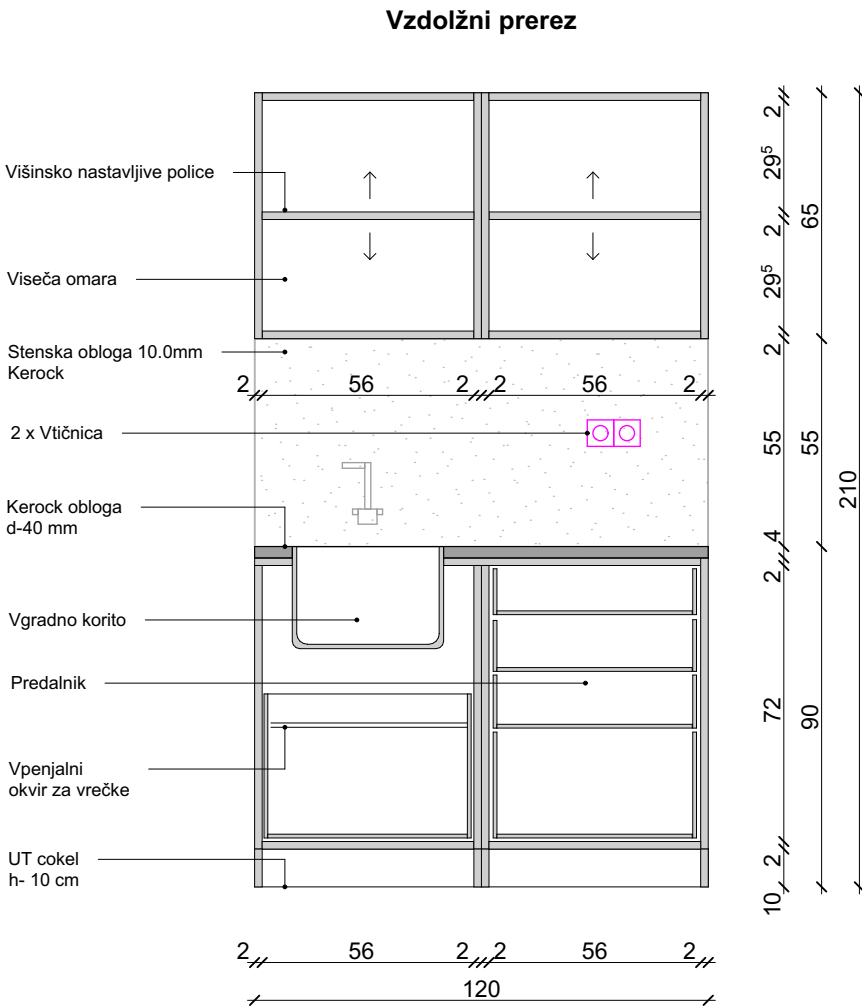 Vzdolžni prerez
Višinsko nastavljive police
Viseča omara
Stenska obloga 10.0mm
Kerock
2 x Vtičnica
Kerock obloga
d-40 mm
Vgradno korito
Predalnik
Vpenjalni
okvir za vrečke
UT cokel
h- 10 cm
2 56 2 2 56 2
2 56 2 2 56 2
120
2
29⁵
2
29⁵
2
55
4
2
72
2
10
65
55
90
210